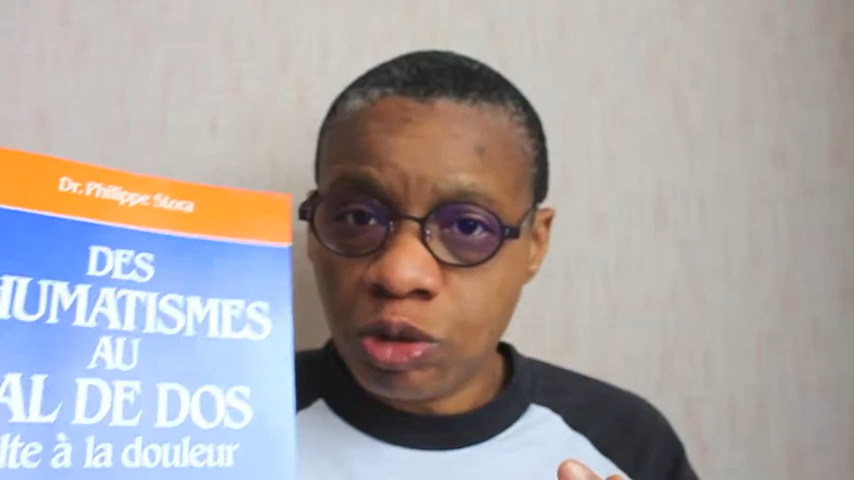 Dr. Philippe Stora
DES
HUMATISMES
AU
AL DE DOS
lte à la douleur